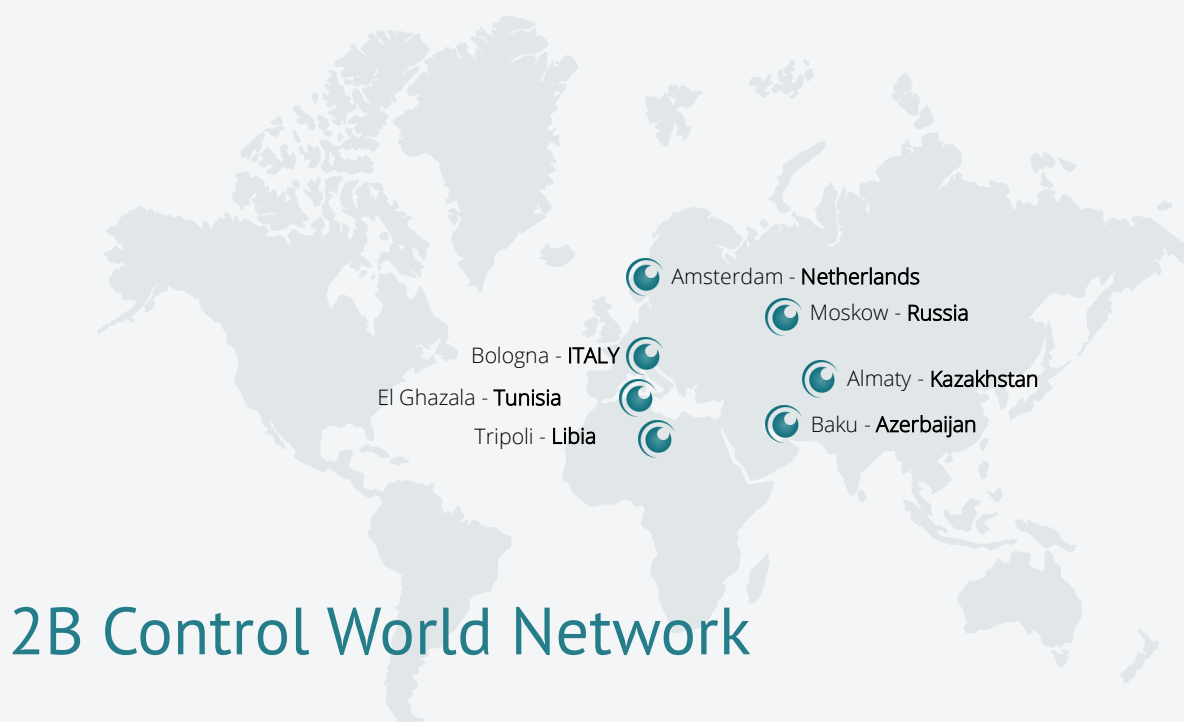 Amsterdam - Netherlands
Moskow - Russia
Bologna - ITALY
Almaty - Kazakhstan
El Ghazala - Tunisia
Baku - Azerbaijan
Tripoli - Libia
2B Control World Network